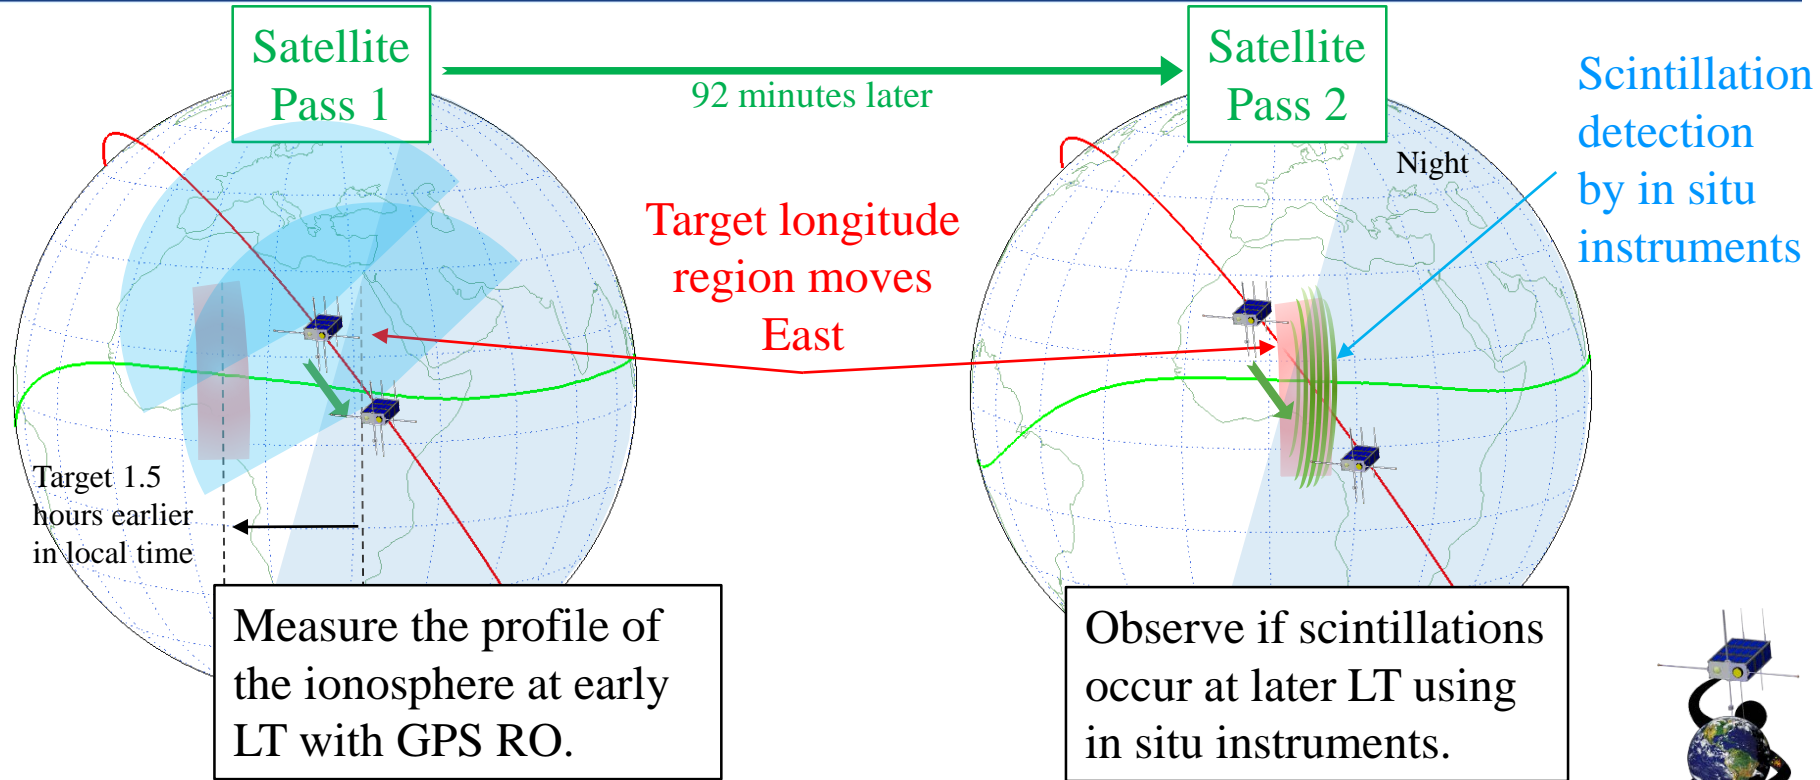 Satellite
Pass 1
92 minutes later
Satellite
Pass 2
Scintillation
detection
by in situ
instruments
Night
Target longitude
region moves
East
Target 1.5
hours earlier
in local time
Measure the profile of
the ionosphere at early
LT with GPS RO.
Observe if scintillations
occur at later LT using
in situ instruments.